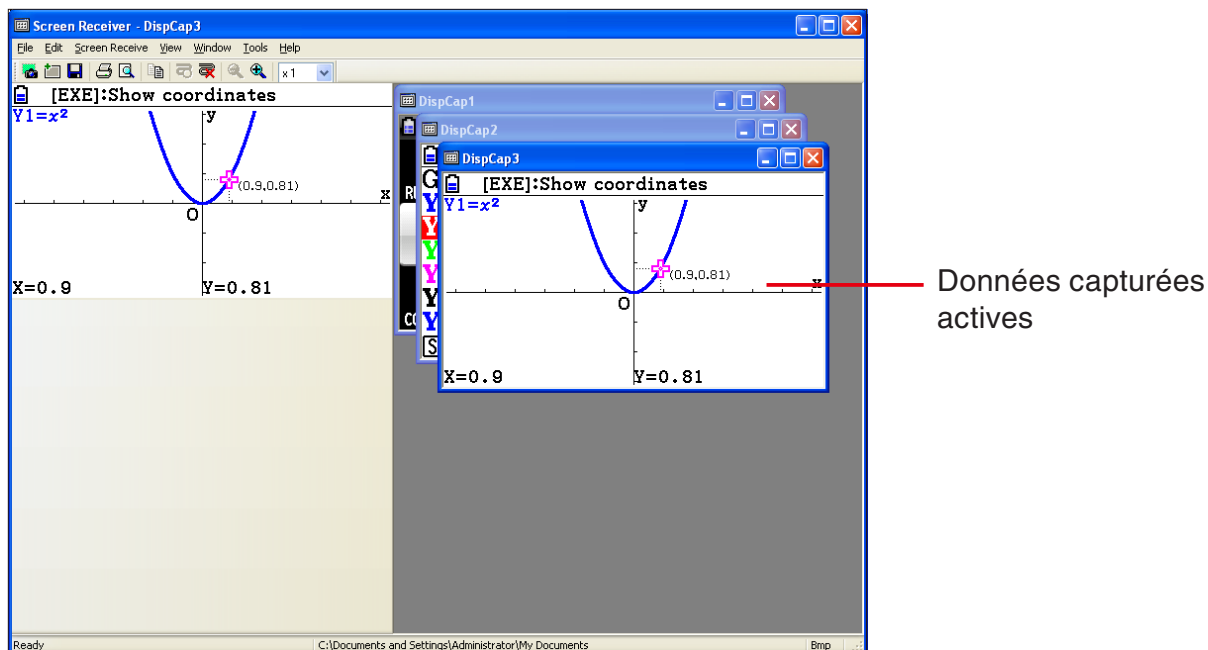 Screen Receiver - DispCap3
File Edit Screen Receive View Window Tools Help
x1
[EXE]:Show coordinates
Y1=x²
y
(0.9,0.81)
x
O
X=0.9 Y=0.81
DispCap1
DispCap2
DispCap3
[EXE]:Show coordinates
Y1=x²
y
(0.9,0.81)
x
O
X=0.9 Y=0.81
G
Y
Y
Y
Y
Y
Y
Données capturées
actives
Ready C:\Documents and Settings\Administrator\My Documents Bmp